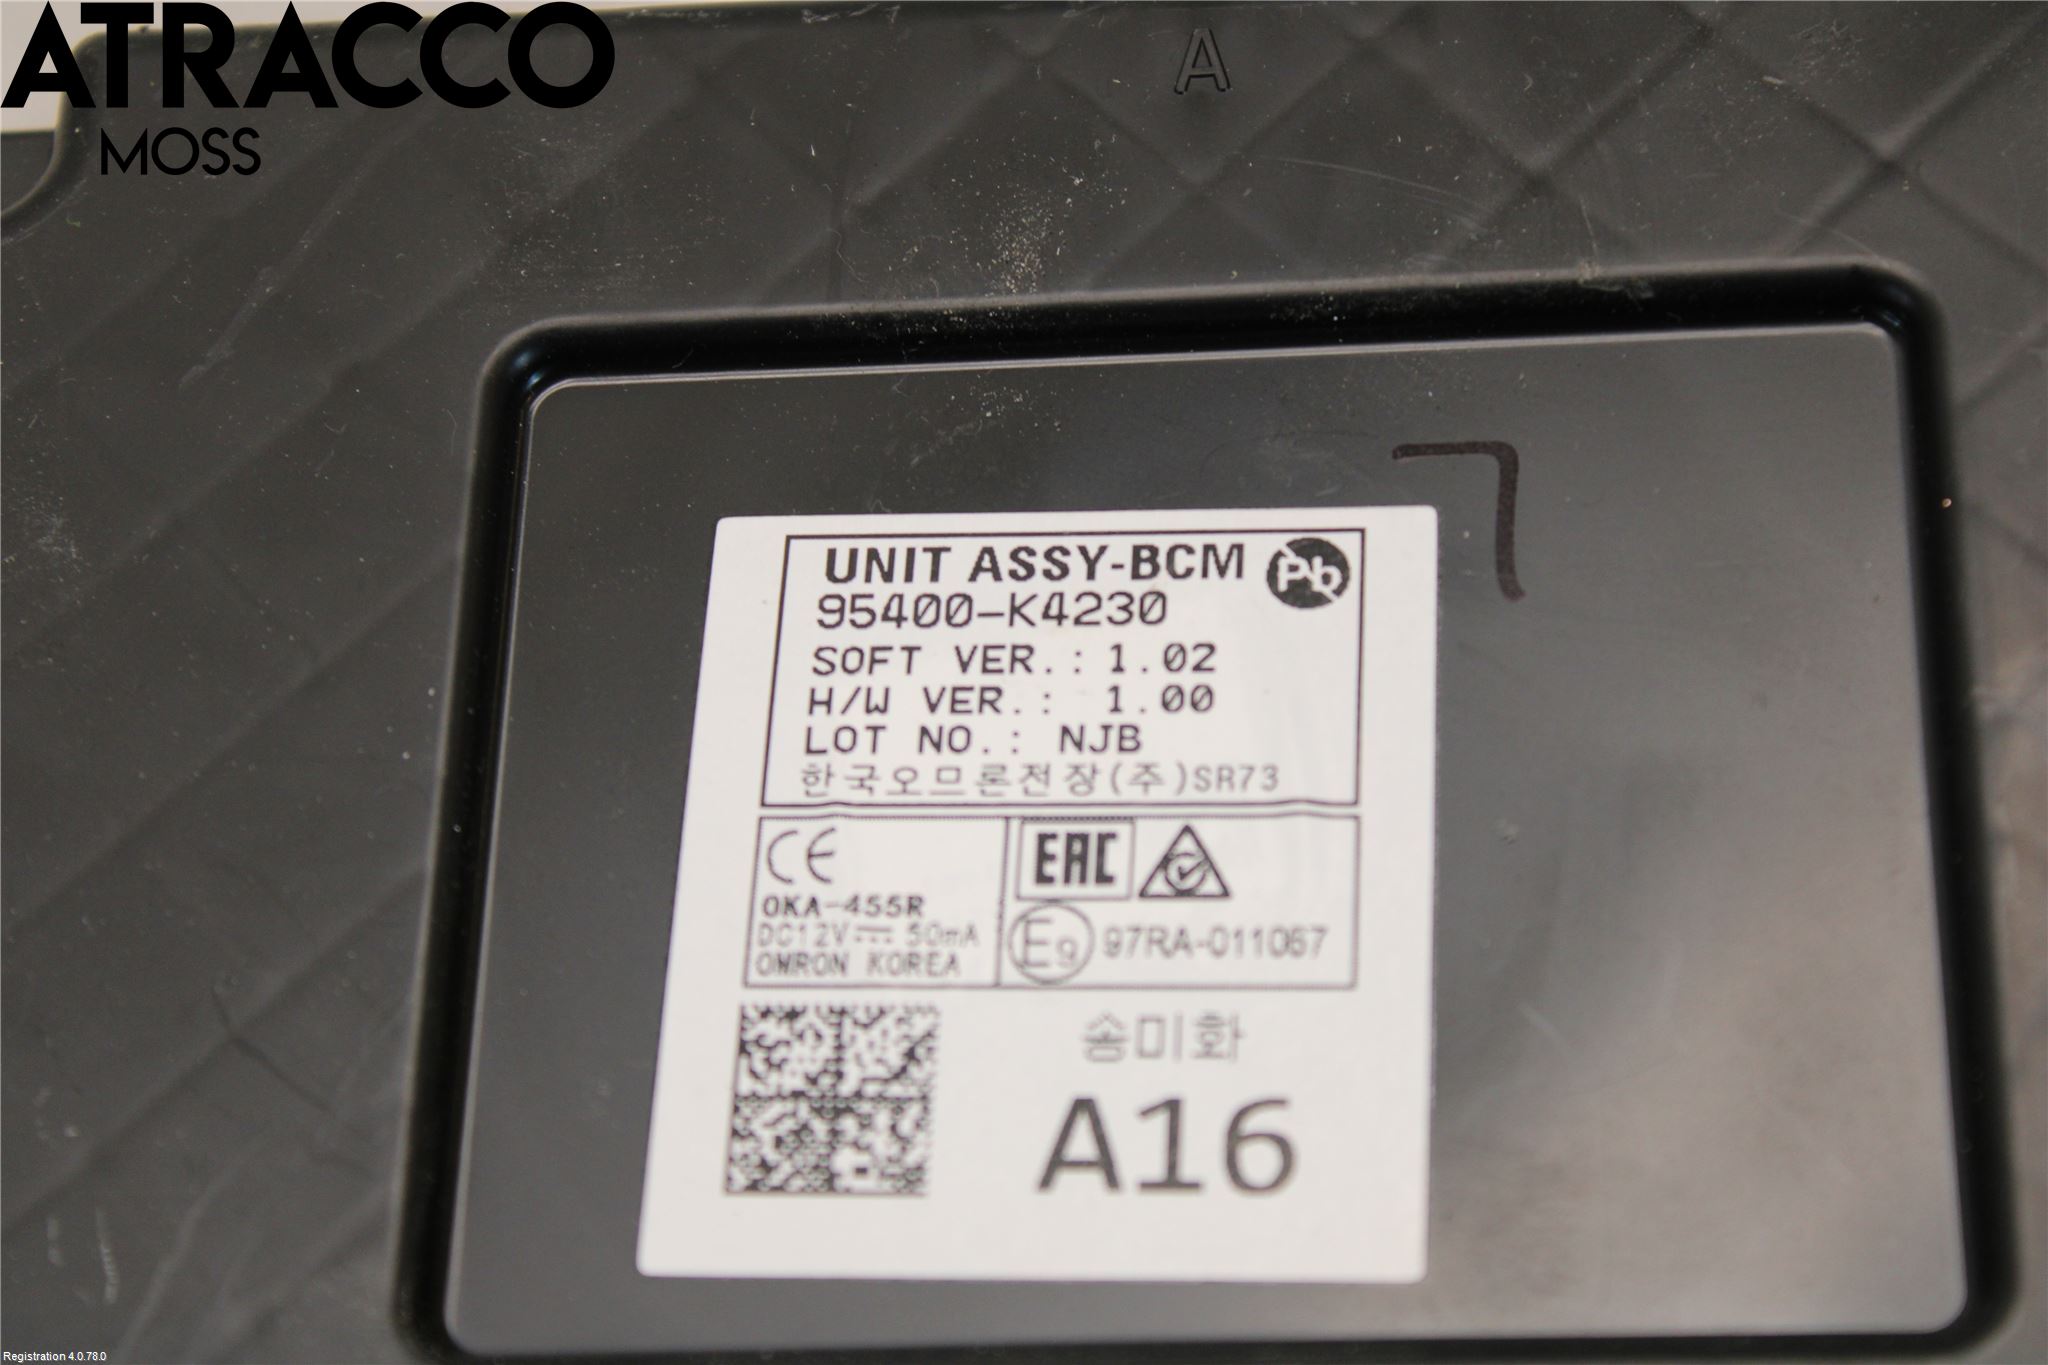 ATRACCO
MOSS
A
UNIT ASSY-BCM
Pb
95400-K4230
SOFT VER.: 1.02
H/W VER.: 1.00
LOT NO.: NJB
한국오므론전장(주)SR73
CE
EAC
OKA-455R
DC12V 50mA
OMRON KOREA
E9 97RA-011067
송미화
A16
Registration 4.0.78.0